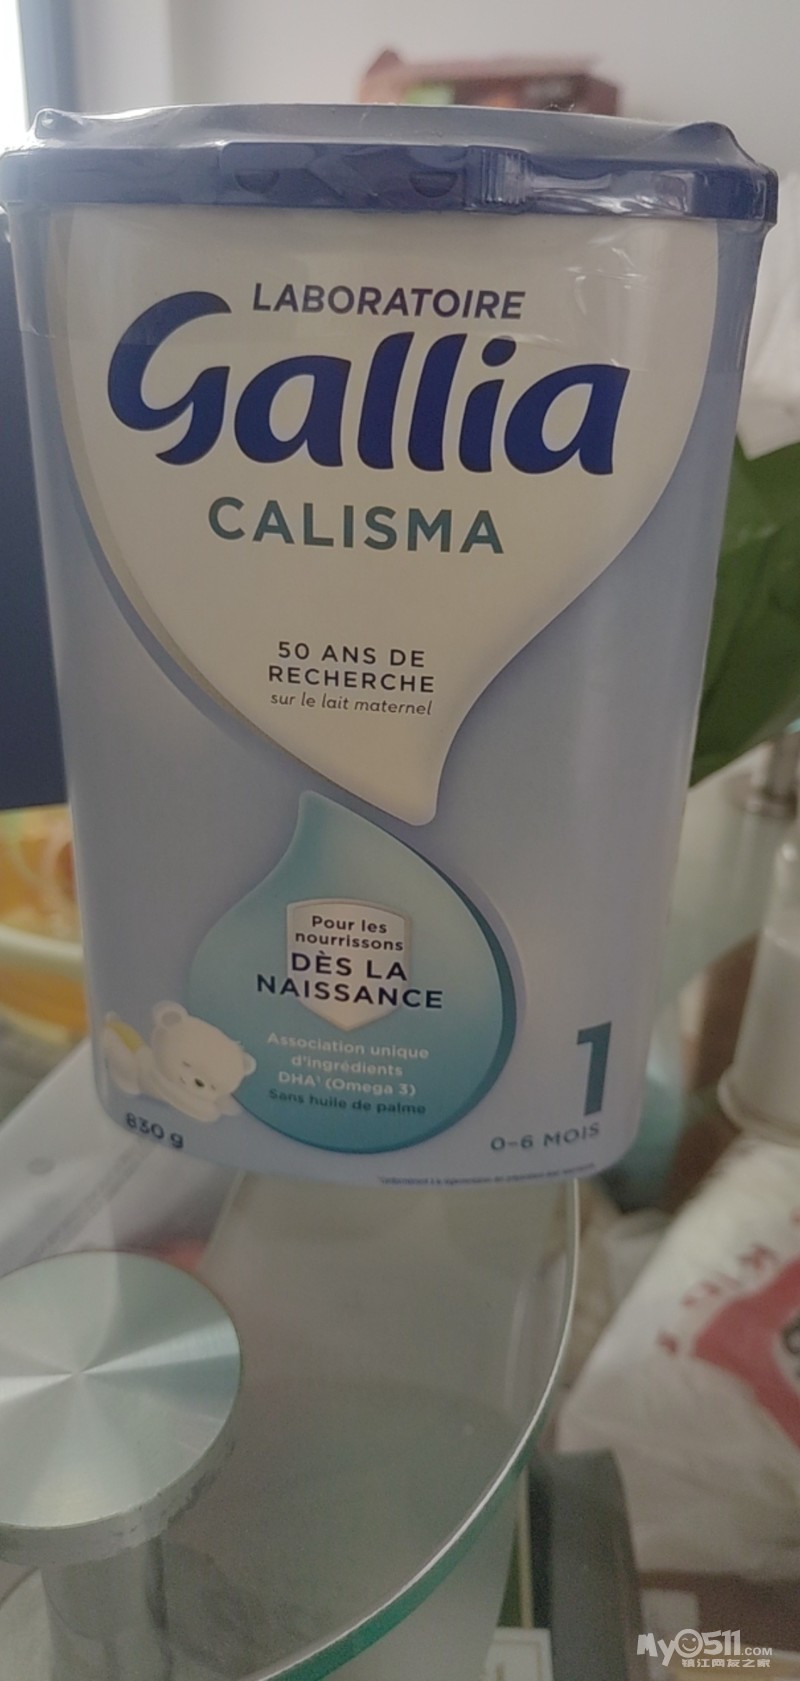 LABORATOIRE
Gallia
CALISMA
50 ANS DE
RECHERCHE
sur le lait maternel
Pour les
nourrissons
DÈS LA
NAISSANCE
Association unique
d'ingrédients
DHA¹ (Omega 3)
Sans huile de palme
830 g
1
0-6 MOIS
My0511.COM
镇江网友之家